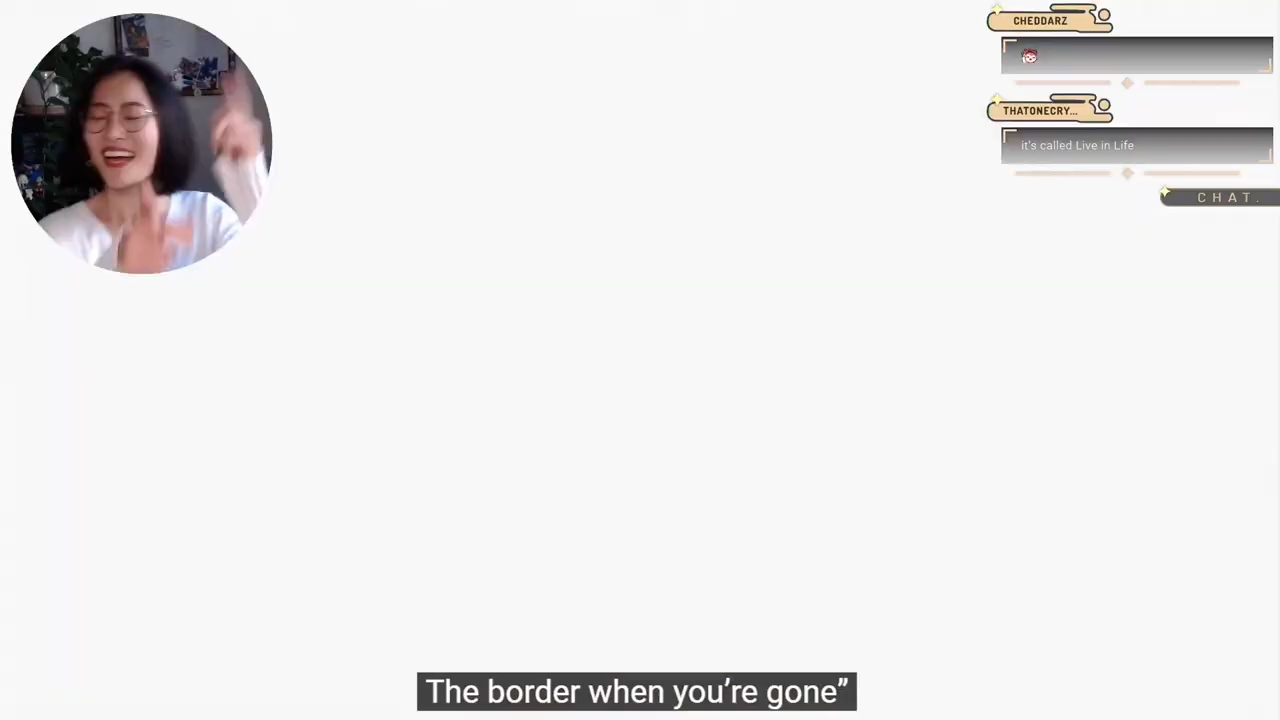 CHEDDARZ
THATONECRY...
it's called Live in Life
CHAT.
The border when you’re gone”